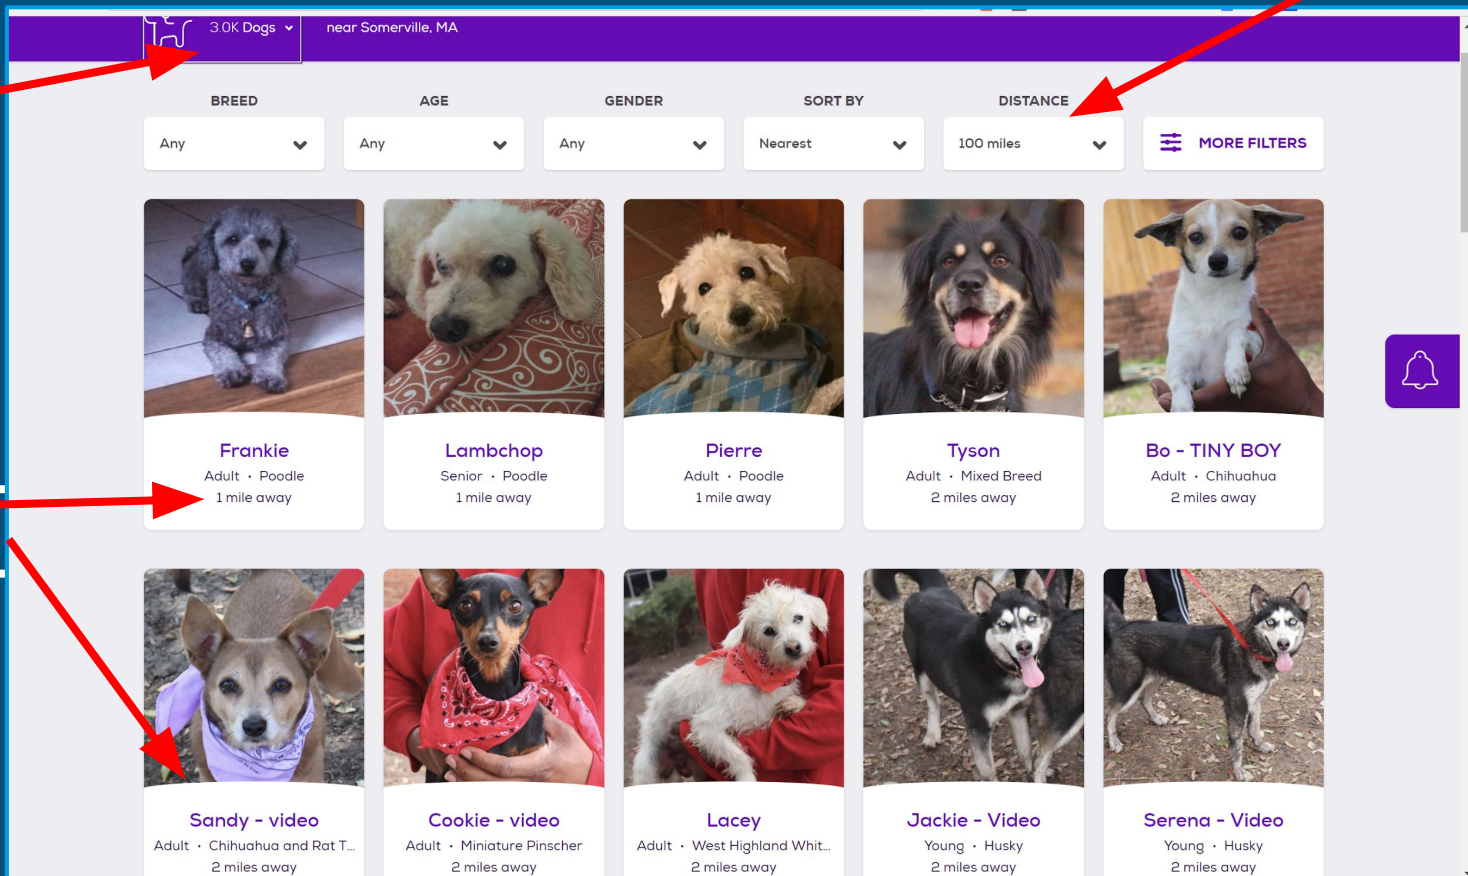 3.0K Dogs near Somerville, MA
BREED AGE GENDER SORT BY DISTANCE
Any Any Any Nearest 100 miles MORE FILTERS
Frankie
Adult • Poodle
1 mile away
Lambchop
Senior • Poodle
1 mile away
Pierre
Adult • Poodle
1 mile away
Tyson
Adult • Mixed Breed
2 miles away
Bo - TINY BOY
Adult • Chihuahua
2 miles away
Sandy - video
Adult • Chihuahua and Rat T...
2 miles away
Cookie - video
Adult • Miniature Pinscher
2 miles away
Lacey
Adult • West Highland Whit...
2 miles away
Jackie - Video
Young • Husky
2 miles away
Serena - Video
Young • Husky
2 miles away